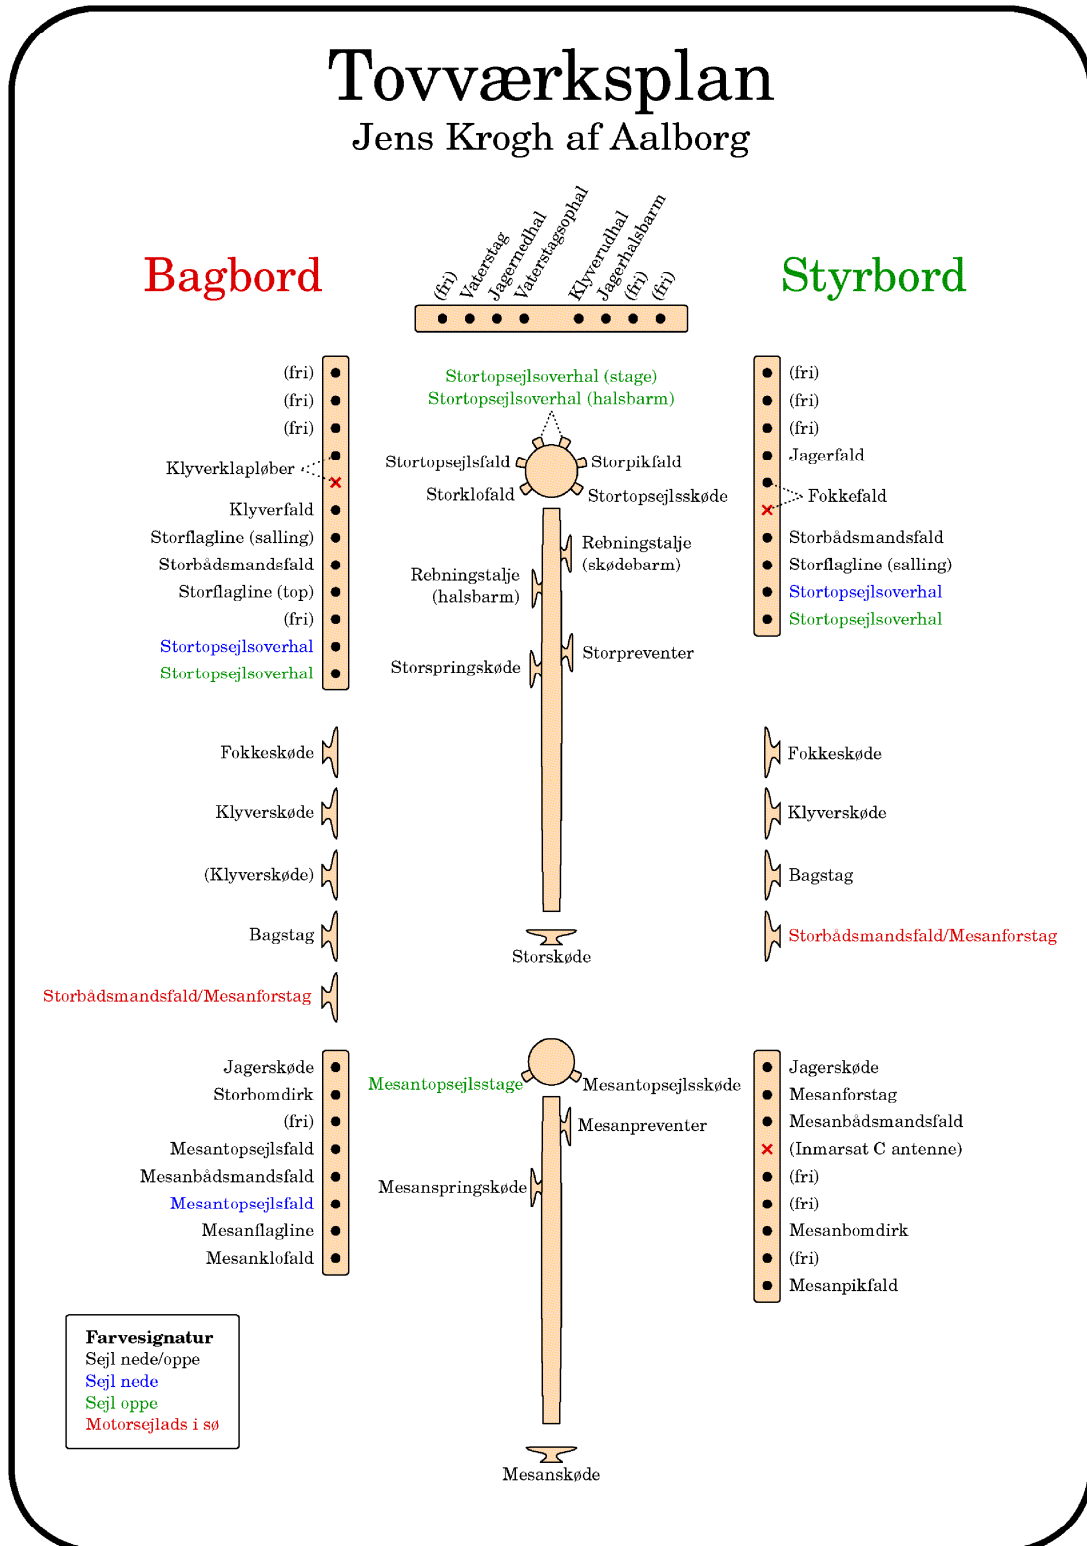 Tovværksplan
Jens Krogh af Aalborg
Bagbord
Styrbord
(fri)
Vaterstag
Jagernedhal
Vaterstagsophal
Klyverudhal
Jagerhalsbarm
(fri)
(fri)
(fri)
(fri)
(fri)
Klyverklapløber
Klyverfald
Storflagline (salling)
Storbådsmandsfald
Storflagline (top)
(fri)
Stortopsejlsoverhal
Stortopsejlsoverhal
Fokkeskøde
Klyverskøde
(Klyverskøde)
Bagstag
Storbådsmandsfald/Mesanforstag
Jagerskøde
Storbomdirk
(fri)
Mesantopsejlsfald
Mesanbådsmandsfald
Mesantopsejlsfald
Mesanflagline
Mesanklofald
Stortopsejlsoverhal (stage)
Stortopsejlsoverhal (halsbarm)
Stortopsejlsfald
Storpikfald
Storklofald
Stortopsejlsskøde
Rebningstalje
(skødebarm)
Rebningstalje
(halsbarm)
Storpreventer
Storspringskøde
Storskøde
Mesantopsejlsstage
Mesantopsejlsskøde
Mesanpreventer
Mesanspringskøde
Mesanskøde
(fri)
(fri)
(fri)
Jagerfald
Fokkefald
Storbådsmandsfald
Storflagline (salling)
Stortopsejlsoverhal
Stortopsejlsoverhal
Fokkeskøde
Klyverskøde
Bagstag
Storbådsmandsfald/Mesanforstag
Jagerskøde
Mesanforstag
Mesanbådsmandsfald
(Inmarsat C antenne)
(fri)
(fri)
Mesanbomdirk
(fri)
Mesanpikfald
Farvesignatur
Sejl nede/oppe
Sejl nede
Sejl oppe
Motorsejlads i sø